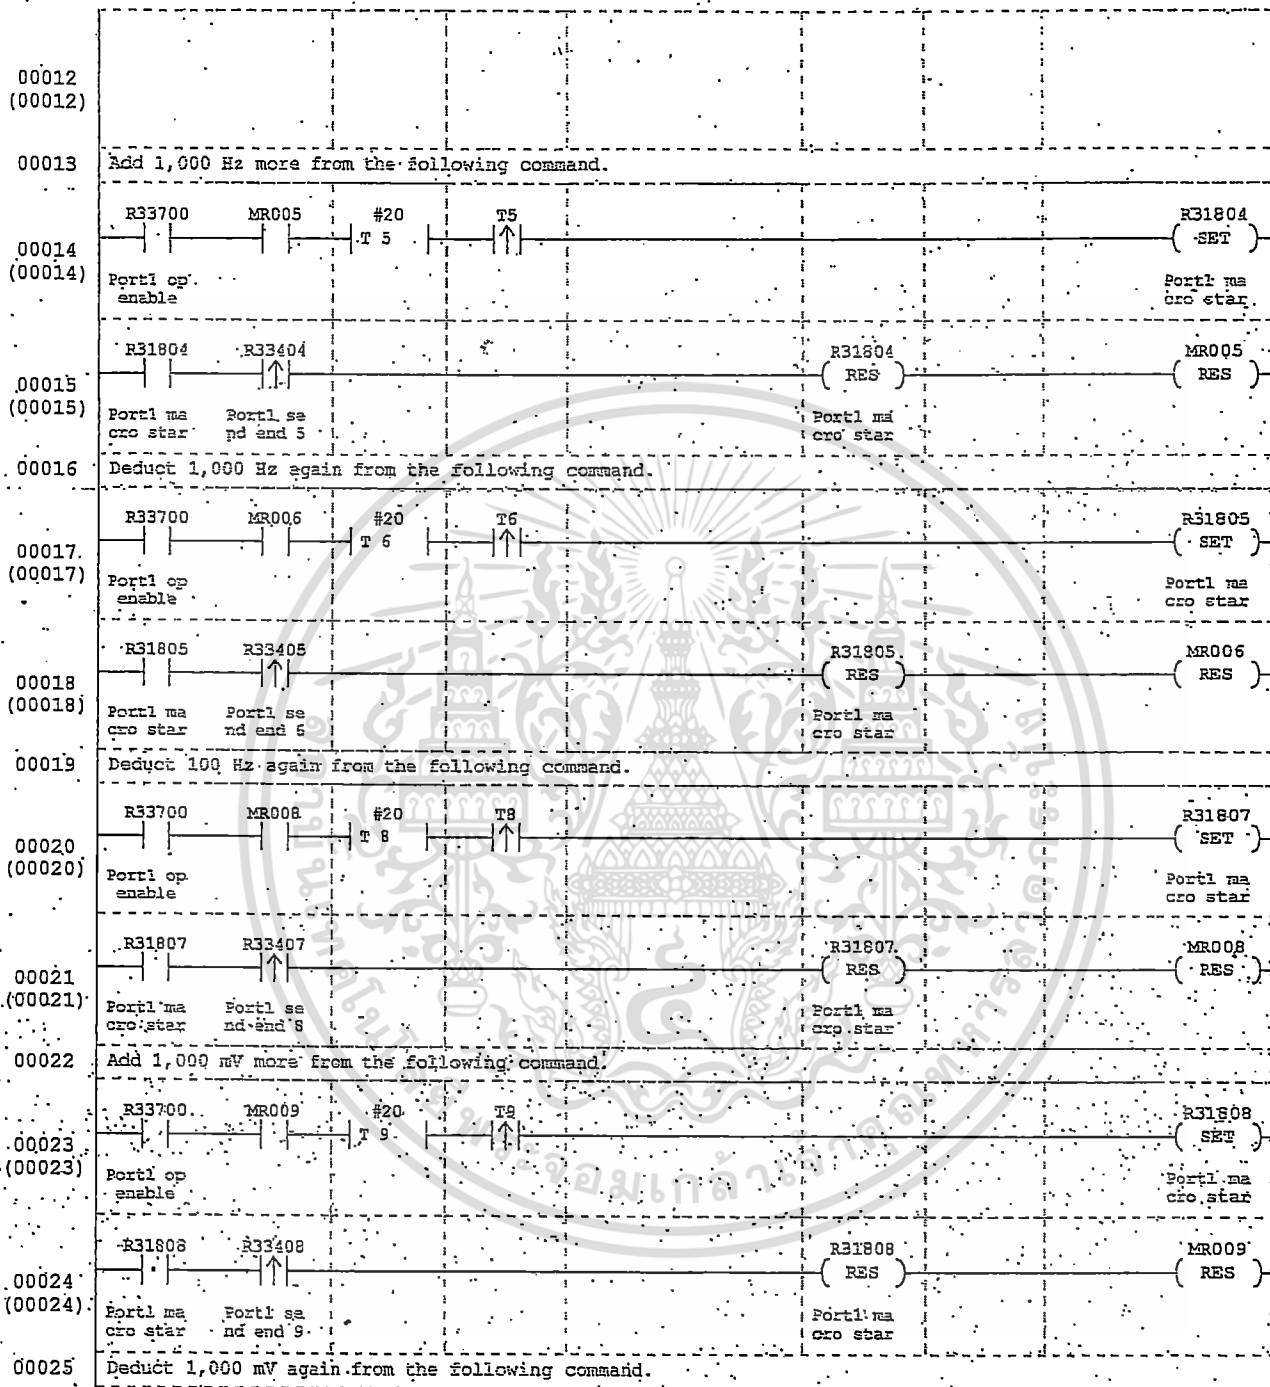 00012
(00012)
00013 Add 1,000 Hz more from the following command.
R33700 MR005 #20 T5 R31804
00014 T 5 SET
(00014) Port1 op Port1 ma
enable cro star
R31804 R33404 R31804 MR005
00015 RES RES
(00015) Port1 ma Port1 se Port1 ma
cro star nd end 5 cro star
00016 Deduct 1,000 Hz again from the following command.
R33700 MR006 #20 T6 R31805
00017 T 6 SET
(00017) Port1 op Port1 ma
enable cro star
R31805 R33405 R31805 MR006
00018 RES RES
(00018) Port1 ma Port1 se Port1 ma
cro star nd end 6 cro star
00019 Deduct 100 Hz again from the following command.
R33700 MR008 #20 T8 R31807
00020 T 8 SET
(00020) Port1 op Port1 ma
enable cro star
R31807 R33407 R31807 MR008
00021 RES RES
(00021) Port1 ma Port1 se Port1 ma
cro star nd end 8 cro star
00022 Add 1,000 mV more from the following command.
R33700 MR009 #20 T9 R31808
00023 T 9 SET
(00023) Port1 op Port1 ma
enable cro star
R31808 R33408 R31808 MR009
00024 RES RES
(00024) Port1 ma Port1 se Port1 ma
cro star nd end 9 cro star
00025 Deduct 1,000 mV again from the following command.